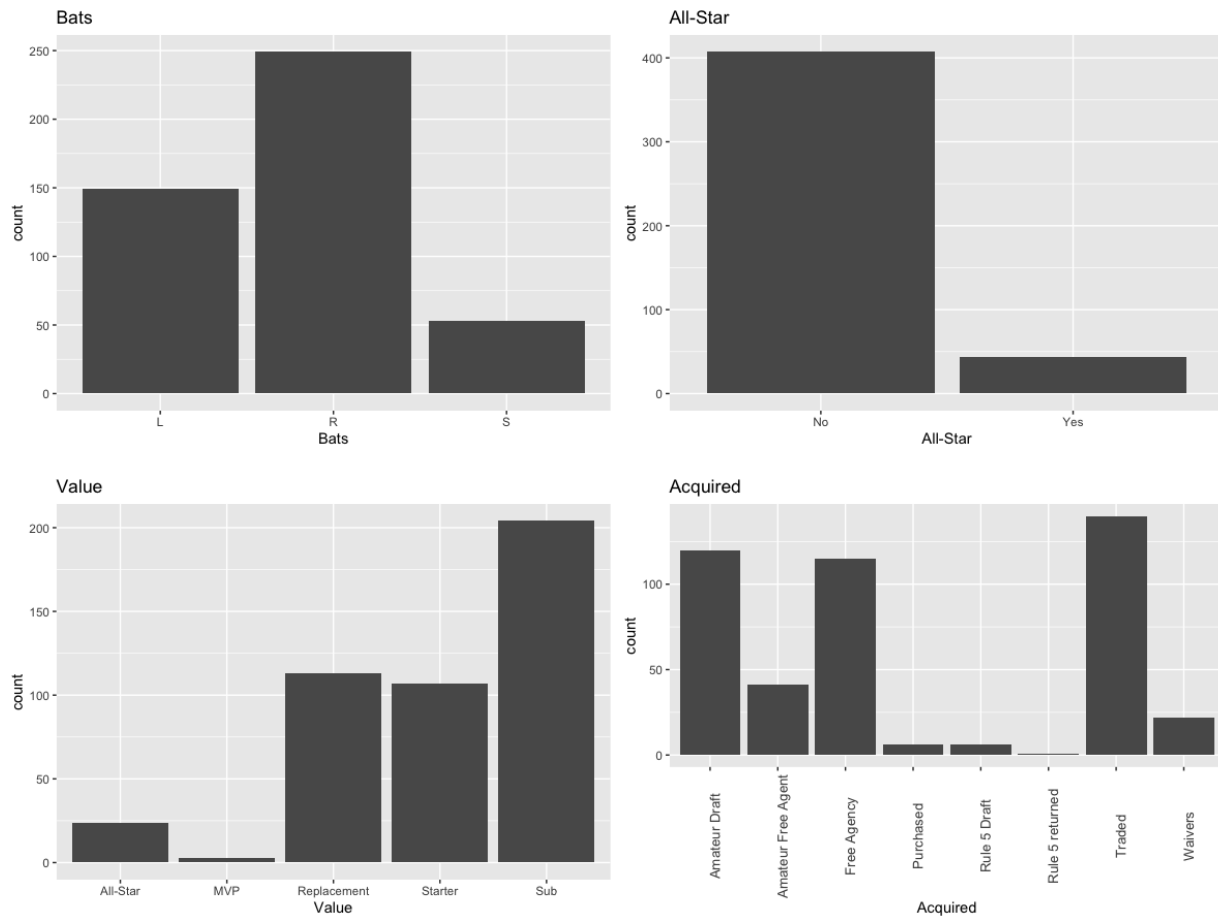 Bats
250
200
150
100
50
0
count
L R S
Bats
All-Star
400
300
200
100
0
count
No Yes
All-Star
Value
200
150
100
50
0
count
All-Star MVP Replacement Starter Sub
Value
Acquired
100
50
0
count
Amateur Draft
Amateur Free Agent
Free Agency
Purchased
Rule 5 Draft
Rule 5 returned
Traded
Waivers
Acquired